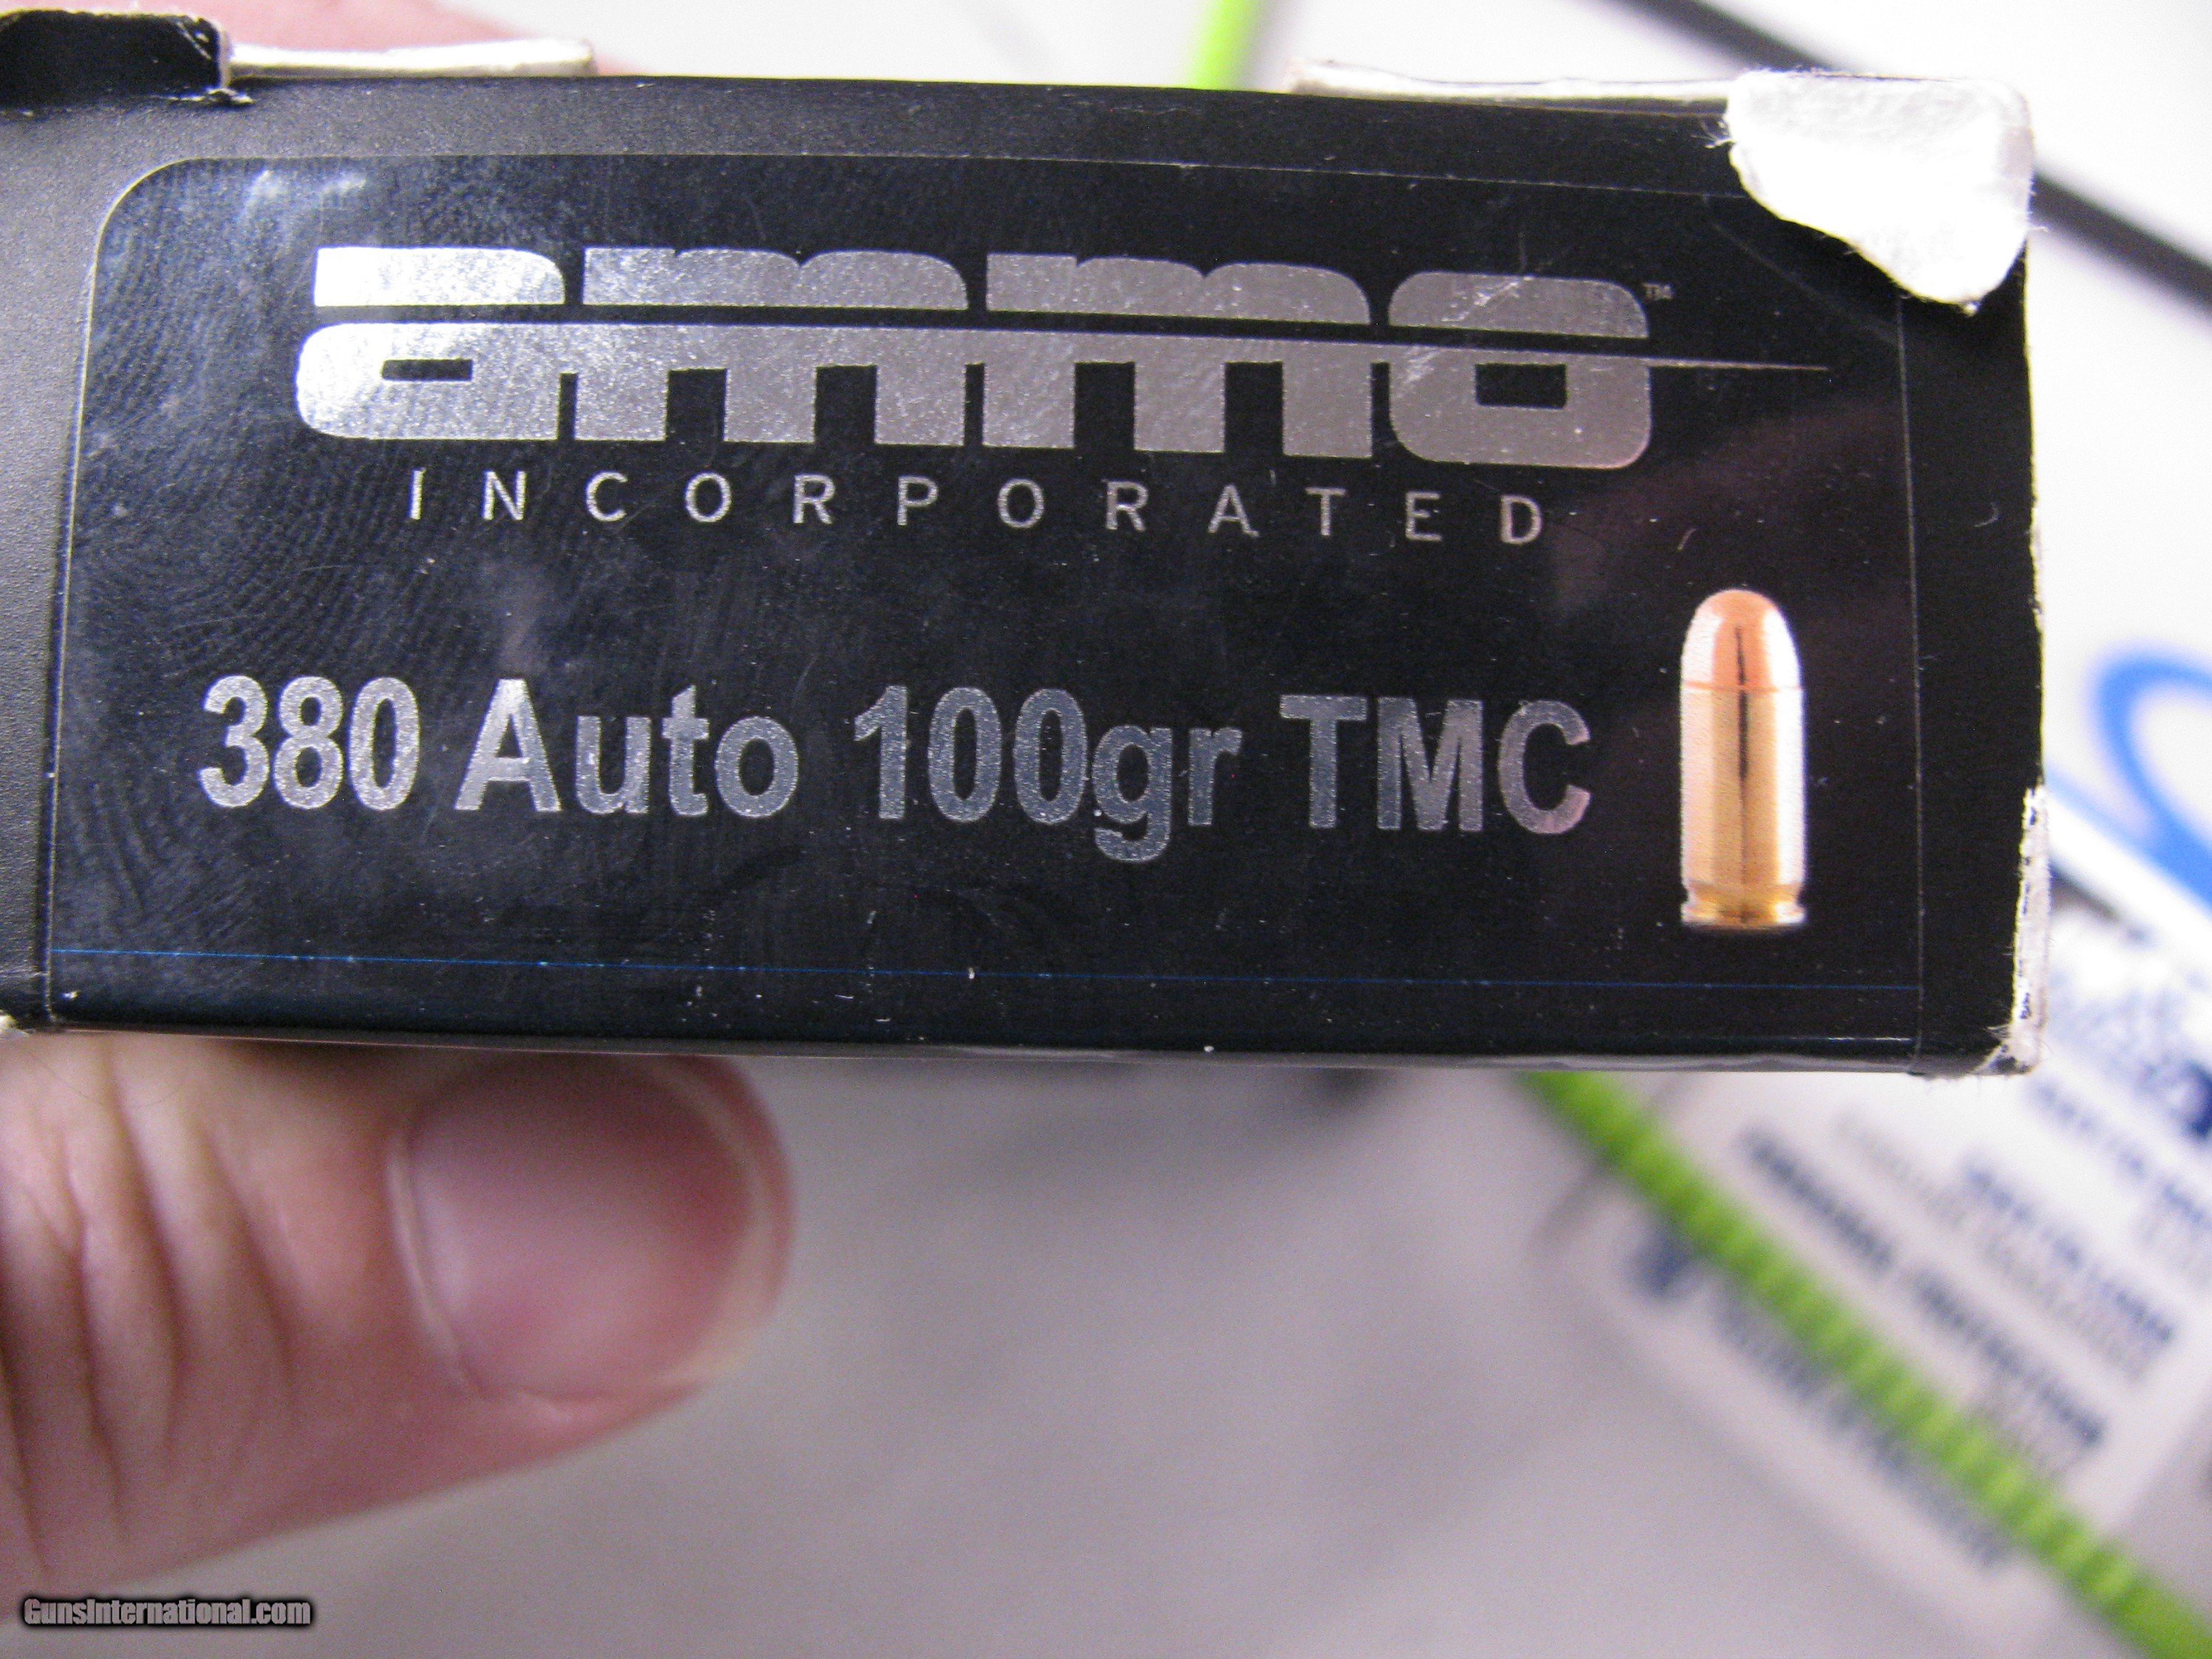 ammo™
INCORPORATED
380 Auto 100gr TMC
GunsInternational.com